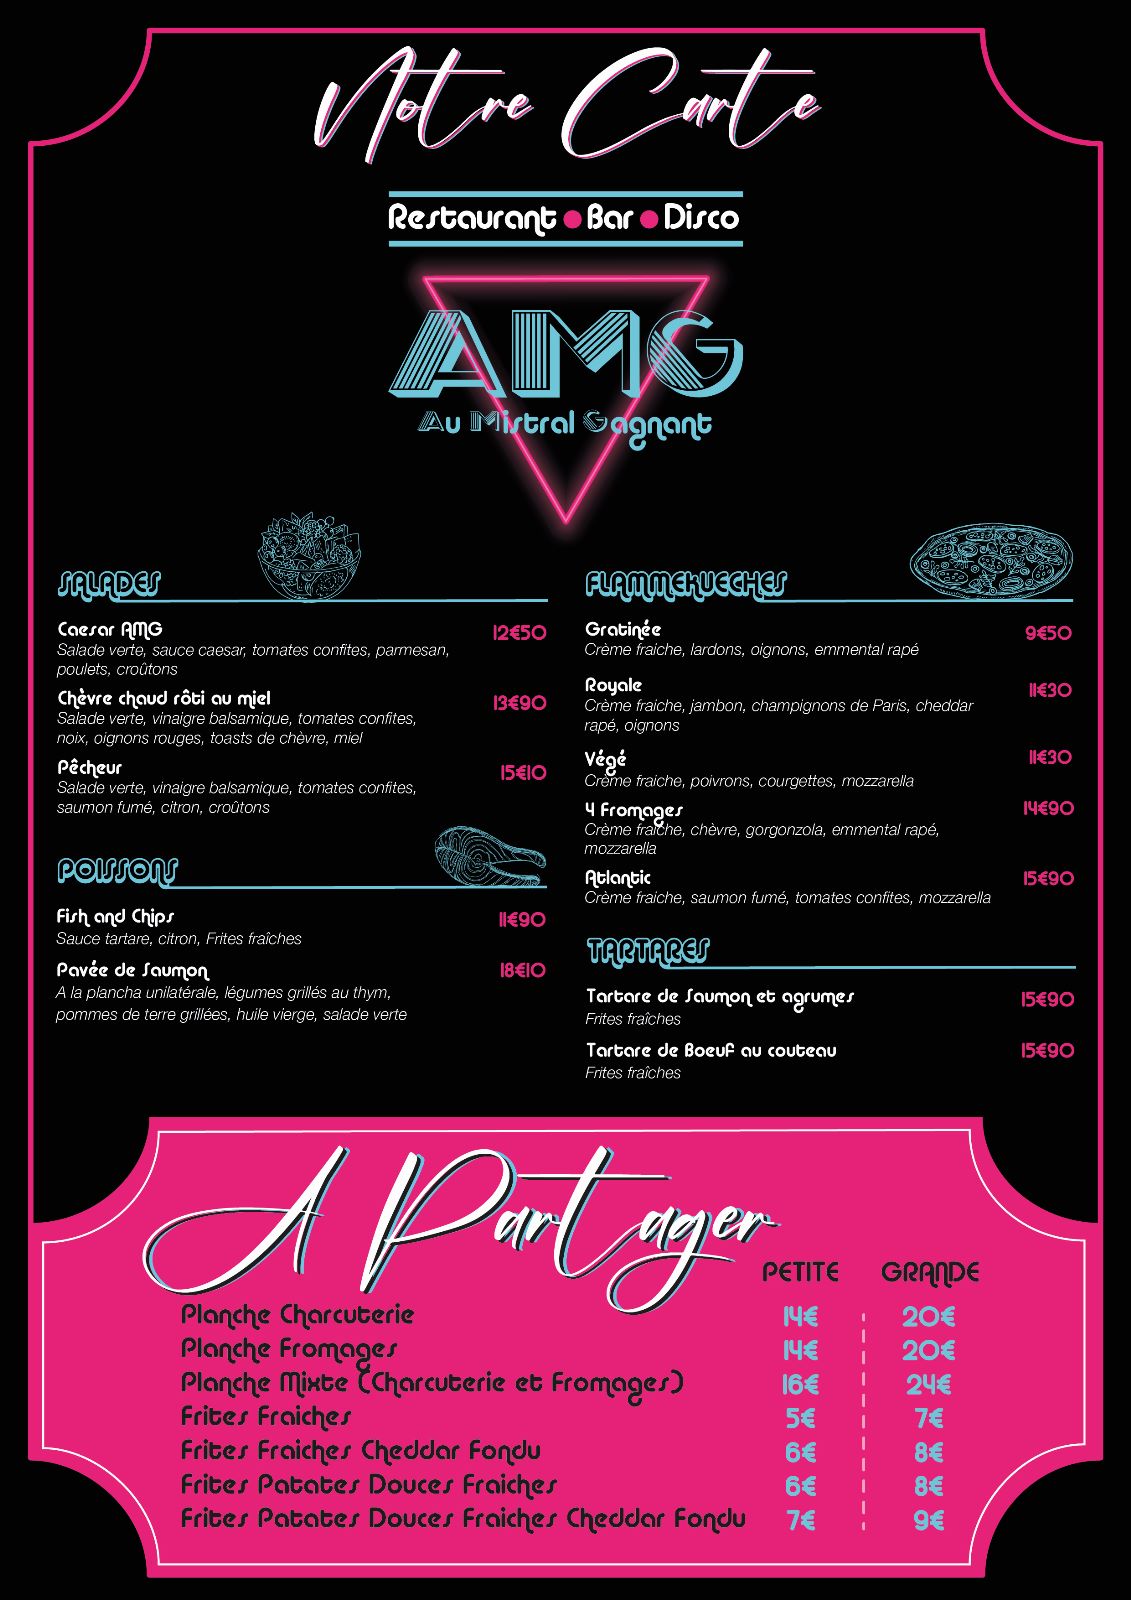 Notre Carte
Restaurant • Bar • Disco
AMG
Au Mistral Gagnant
SALADES
Caesar AMG 12€50
Salade verte, sauce caesar, tomates confites, parmesan,
poulets, croûtons
Chèvre chaud rôti au miel 13€90
Salade verte, vinaigre balsamique, tomates confites,
noix, oignons rouges, toasts de chèvre, miel
Pêcheur 15€10
Salade verte, vinaigre balsamique, tomates confites,
saumon fumé, citron, croûtons
POISSONS
Fish and Chips 11€90
Sauce tartare, citron, Frites fraîches
Pavée de Saumon 18€10
A la plancha unilatérale, légumes grillés au thym,
pommes de terre grillées, huile vierge, salade verte
FLAMMEKUECHES
Gratinée 9€50
Crème fraiche, lardons, oignons, emmental rapé
Royale 11€30
Crème fraiche, jambon, champignons de Paris, cheddar
rapé, oignons
Végé 11€30
Crème fraiche, poivrons, courgettes, mozzarella
4 Fromages 14€90
Crème fraîche, chèvre, gorgonzola, emmental rapé,
mozzarella
Atlantic 15€90
Crème fraiche, saumon fumé, tomates confites, mozzarella
TARTARES
Tartare de Saumon et agrumes 15€90
Frites fraîches
Tartare de Boeuf au couteau 15€90
Frites fraîches
A Partager
PETITE GRANDE
Planche Charcuterie 14€ 20€
Planche Fromages 14€ 20€
Planche Mixte (Charcuterie et Fromages) 16€ 24€
Frites Fraiches 5€ 7€
Frites Fraiches Cheddar Fondu 6€ 8€
Frites Patates Douces Fraiches 6€ 8€
Frites Patates Douces Fraiches Cheddar Fondu 7€ 9€